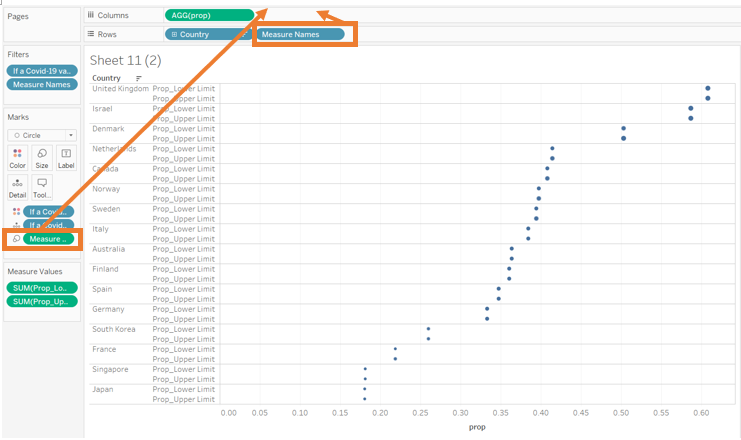 Pages
Columns
AGG(prop)
Rows
Country
Measure Names
Filters
If a Covid-19 va..
Measure Names
Marks
Circle
Color
Size
Label
Detail
Tool...
If a Covid..
If a Covid..
Measure ..
Measure Values
SUM(Prop_Lo..
SUM(Prop_Up..
Sheet 11 (2)
Country
United Kingdom Prop_Lower Limit
Prop_Upper Limit
Israel Prop_Lower Limit
Prop_Upper Limit
Denmark Prop_Lower Limit
Prop_Upper Limit
Netherlands Prop_Lower Limit
Prop_Upper Limit
Canada Prop_Lower Limit
Prop_Upper Limit
Norway Prop_Lower Limit
Prop_Upper Limit
Sweden Prop_Lower Limit
Prop_Upper Limit
Italy Prop_Lower Limit
Prop_Upper Limit
Australia Prop_Lower Limit
Prop_Upper Limit
Finland Prop_Lower Limit
Prop_Upper Limit
Spain Prop_Lower Limit
Prop_Upper Limit
Germany Prop_Lower Limit
Prop_Upper Limit
South Korea Prop_Lower Limit
Prop_Upper Limit
France Prop_Lower Limit
Prop_Upper Limit
Singapore Prop_Lower Limit
Prop_Upper Limit
Japan Prop_Lower Limit
Prop_Upper Limit
0.00 0.05 0.10 0.15 0.20 0.25 0.30 0.35 0.40 0.45 0.50 0.55 0.60
prop